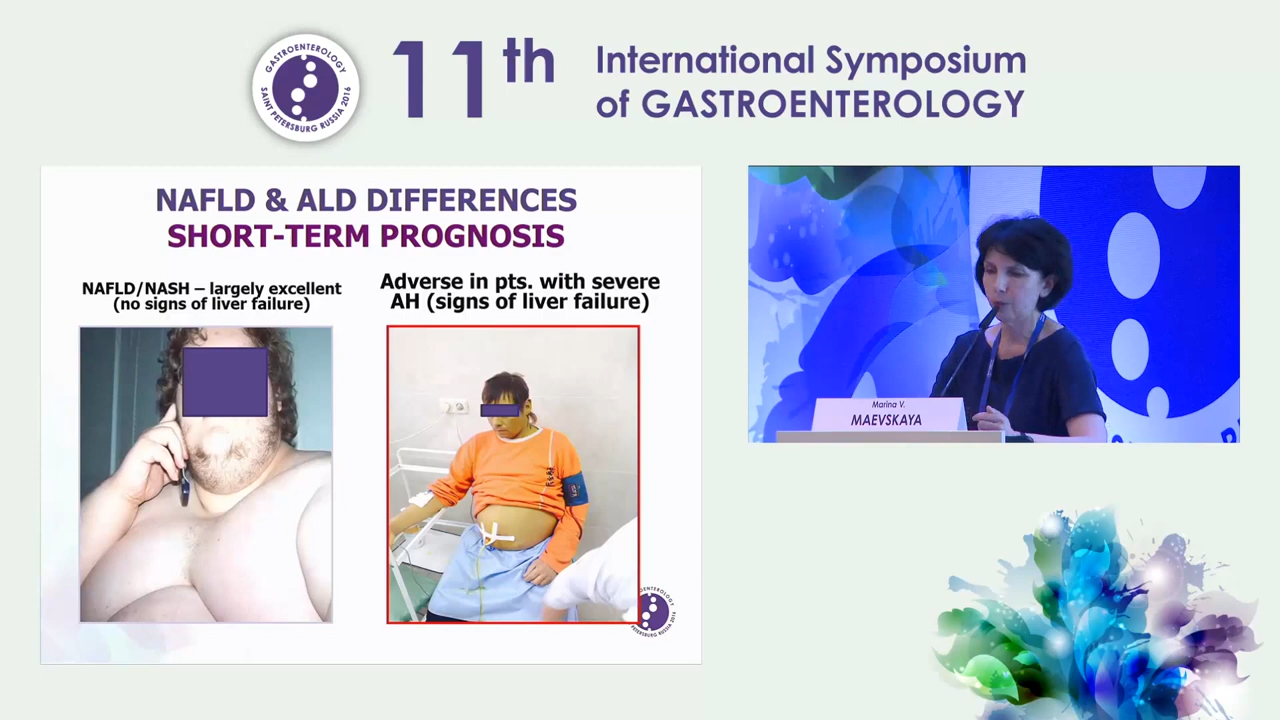 GASTROENTEROLOGY
SAINT PETERSBURG RUSSIA 2016
11th
International Symposium
of GASTROENTEROLOGY
NAFLD & ALD DIFFERENCES
SHORT-TERM PROGNOSIS
NAFLD/NASH – largely excellent
(no signs of liver failure)
Adverse in pts. with severe
AH (signs of liver failure)
Marina V.
MAEVSKAYA